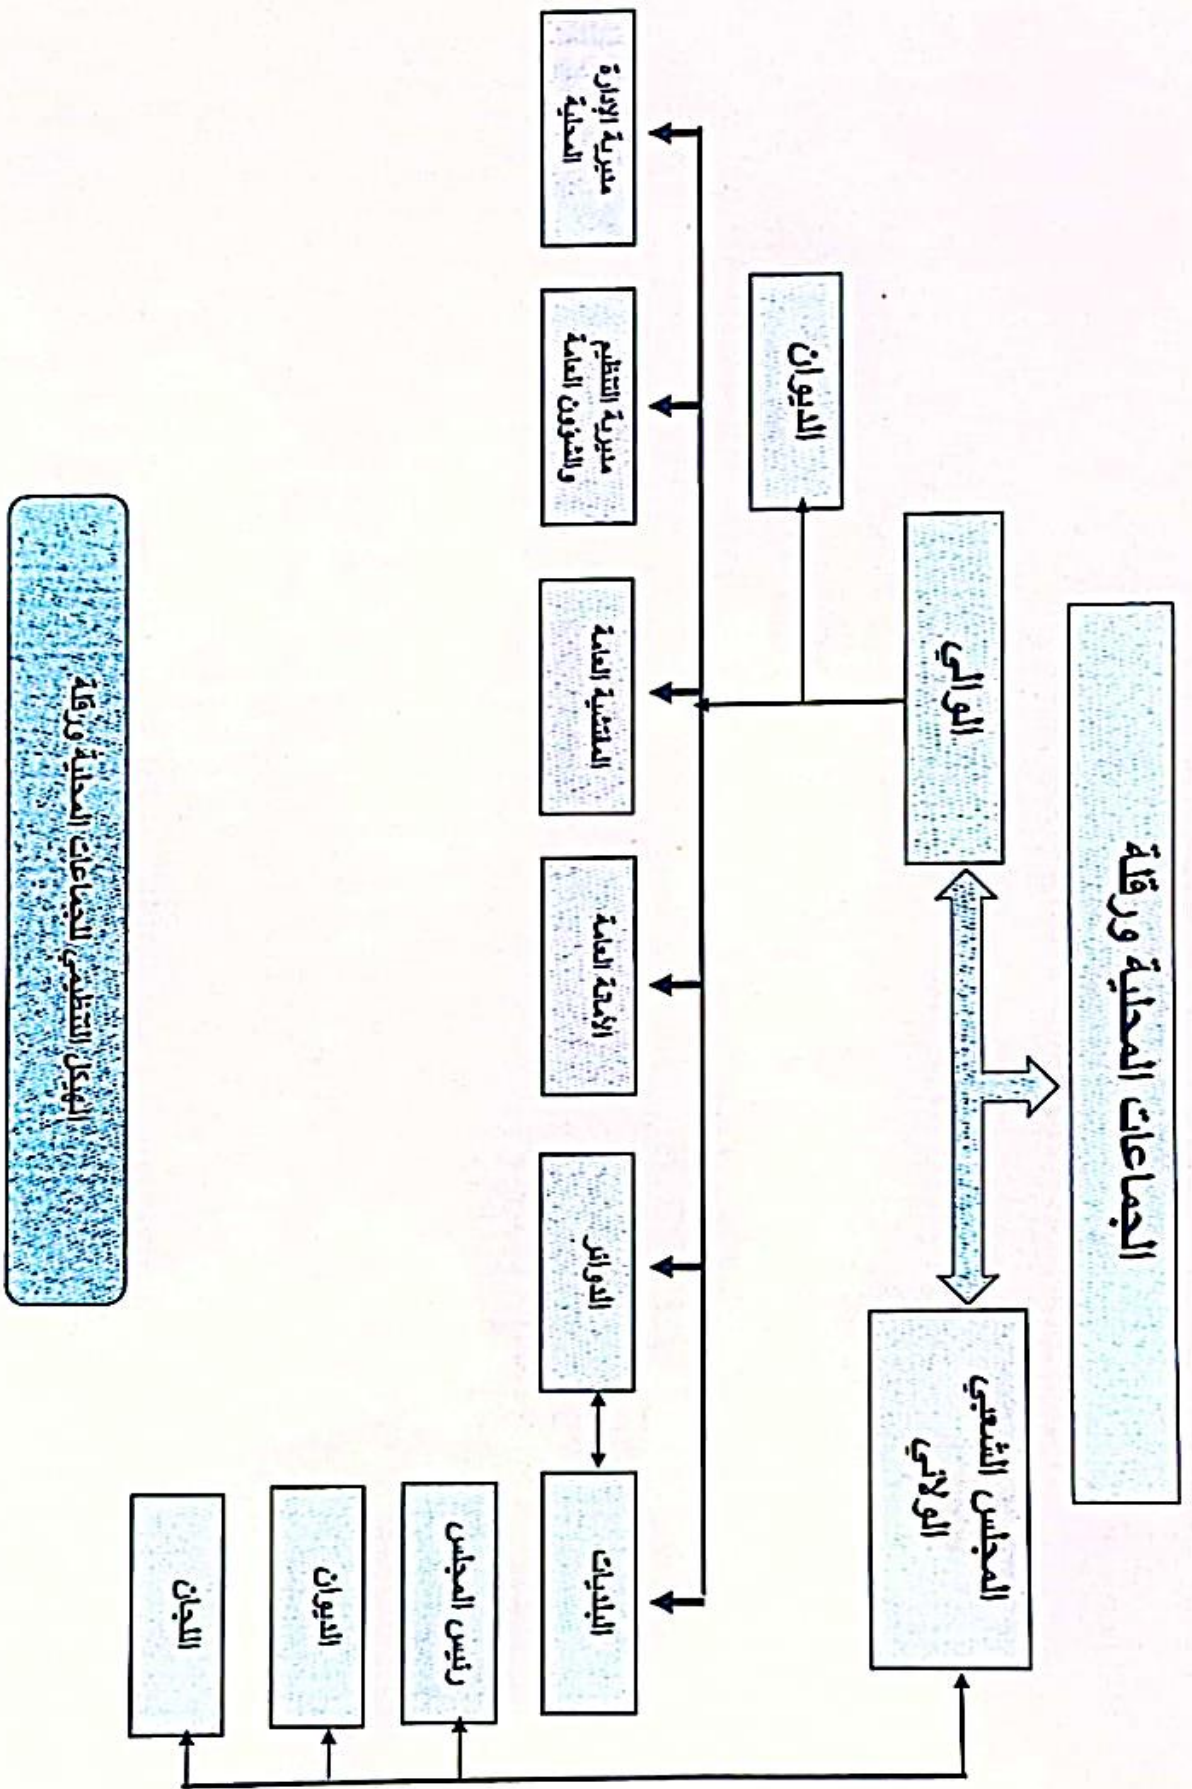 الجماعات المحلية ورقلة
الوالي
المجلس الشعبي
الولائي
الديوان
مديرية الإدارة
المحلية
مديرية التنظيم
والشؤون العامة
المفتشية العامة
الأمانة العامة
الدوائر
البلديات
رئيس المجلس
الديوان
اللجان
الهيكل التنظيمي للجماعات المحلية ورقلة